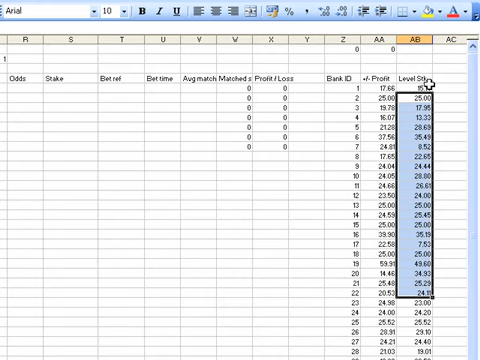 Arial 10 B I U %
R S T U V W X Z AA AB AC
0 0
1
Odds Stake Bet ref Bet time Avg match Matched s Profit / Loss Bank ID +/- Profit Level Stk
0 0 1 17.66
0 0 2 25.00 25.00
0 0 3 19.78 17.95
0 0 4 16.07 13.33
0 0 5 21.28 28.69
0 0 6 37.56 35.49
0 0 7 24.81 8.52
8 17.65 22.65
9 24.04 24.44
10 24.05 28.80
11 24.66 26.61
12 23.50 24.00
13 25.00 25.00
14 24.59 25.45
15 25.00 25.00
16 39.90 35.19
17 22.58 7.53
18 25.00 25.00
19 59.91 49.60
20 14.46 34.93
21 25.48 25.29
22 20.53 24.11
23 24.98 23.00
24 24.00 24.20
25 25.52 25.52
26 28.91 29.10
27 24.21 24.40
28 21.03 19.01